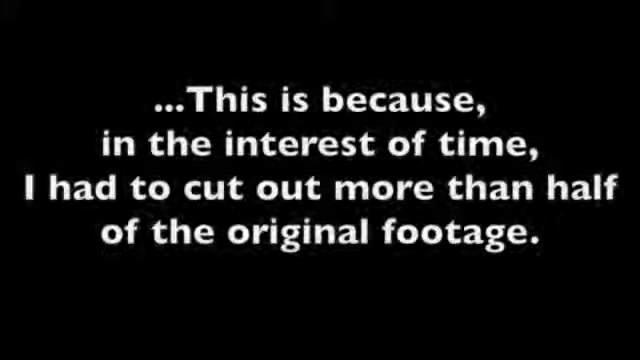 ...This is because,
in the interest of time,
I had to cut out more than half
of the original footage.